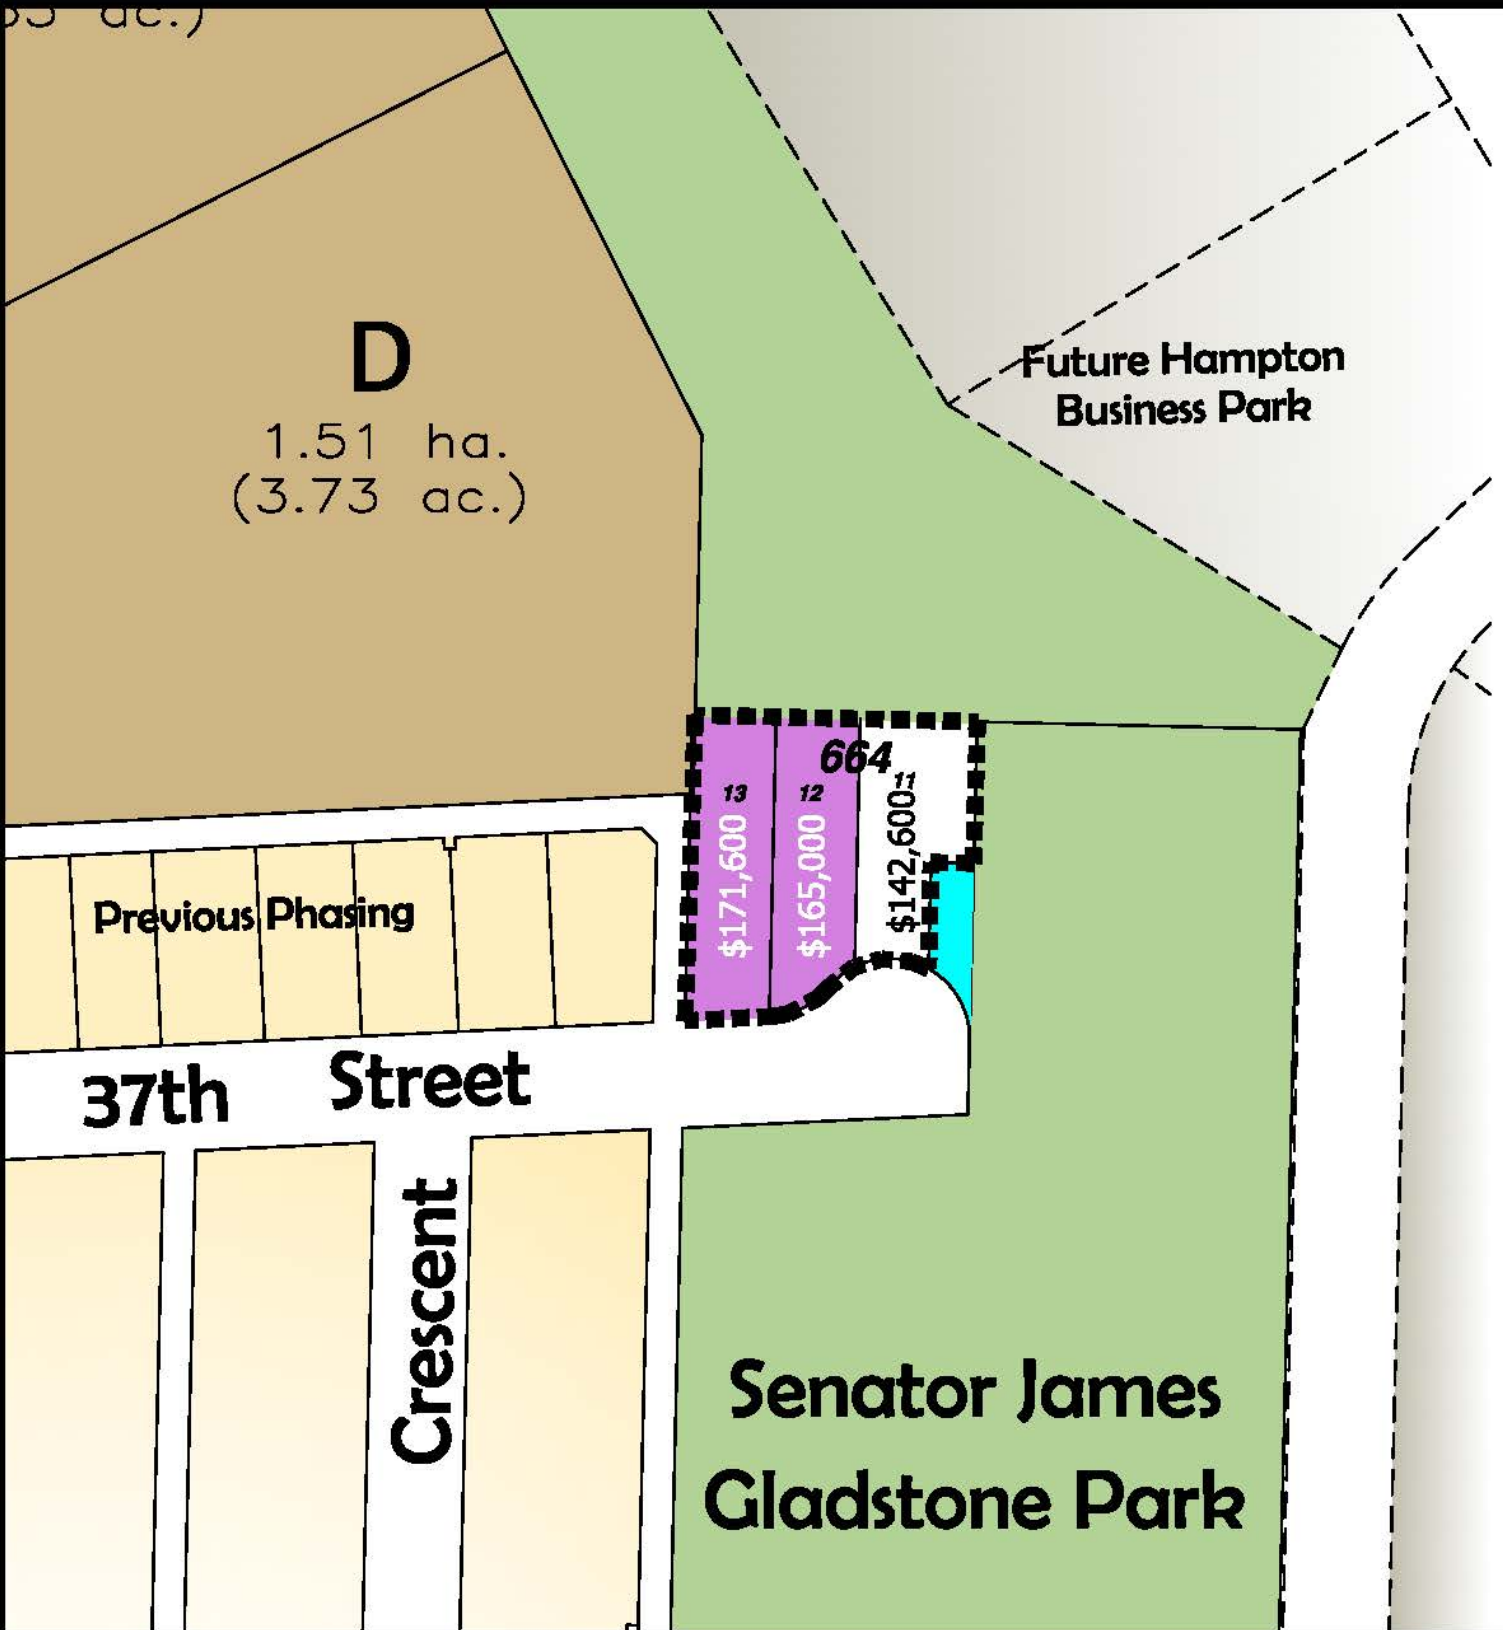 ac.)
D
1.51 ha.
(3.73 ac.)
Future Hampton
Business Park
664
13
12
11
$171,600
$165,000
$142,600
Previous Phasing
37th Street
Crescent
Senator James
Gladstone Park